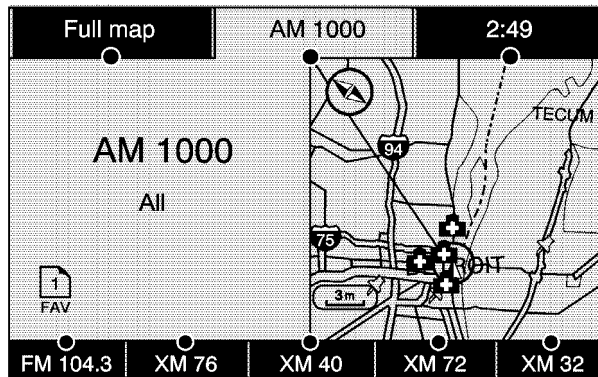 Full map AM 1000 2:49
TECUM
AM 1000
94
All
75
DETROIT
1
FAV
3m
FM 104.3 XM 76 XM 40 XM 72 XM 32